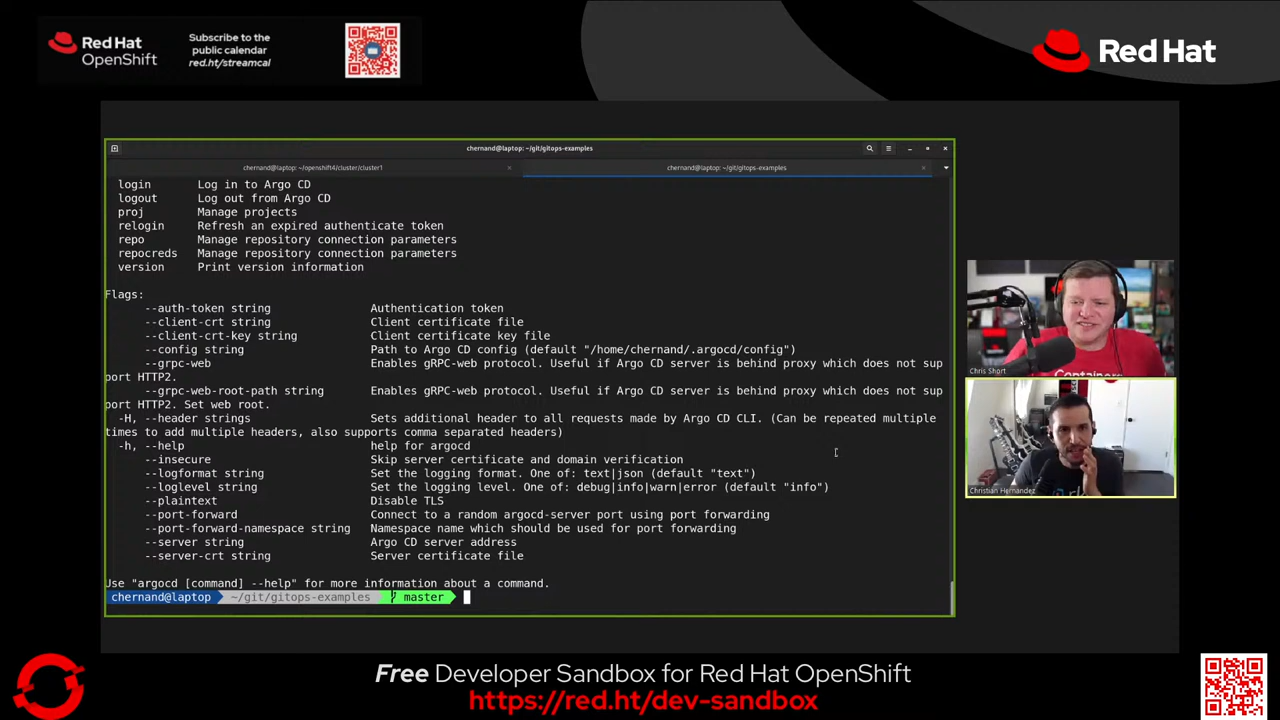 Red Hat
OpenShift
Subscribe to the
public calendar
red.ht/streamcal
Red Hat
chernand@laptop: ~/git/gitops-examples
chernand@laptop: ~/openshift4/cluster/cluster1
chernand@laptop: ~/git/gitops-examples
login Log in to Argo CD
logout Log out from Argo CD
proj Manage projects
relogin Refresh an expired authenticate token
repo Manage repository connection parameters
repocreds Manage repository connection parameters
version Print version information
Flags:
--auth-token string Authentication token
--client-crt string Client certificate file
--client-crt-key string Client certificate key file
--config string Path to Argo CD config (default "/home/chernand/.argocd/config")
--grpc-web Enables gRPC-web protocol. Useful if Argo CD server is behind proxy which does not sup
port HTTP2.
--grpc-web-root-path string Enables gRPC-web protocol. Useful if Argo CD server is behind proxy which does not sup
port HTTP2. Set web root.
-H, --header strings Sets additional header to all requests made by Argo CD CLI. (Can be repeated multiple
times to add multiple headers, also supports comma separated headers)
-h, --help help for argocd
--insecure Skip server certificate and domain verification
--logformat string Set the logging format. One of: text|json (default "text")
--loglevel string Set the logging level. One of: debug|info|warn|error (default "info")
--plaintext Disable TLS
--port-forward Connect to a random argocd-server port using port forwarding
--port-forward-namespace string Namespace name which should be used for port forwarding
--server string Argo CD server address
--server-crt string Server certificate file
Use "argocd [command] --help" for more information about a command.
chernand@laptop ~/git/gitops-examples master
Containers
Chris Short
Christian Hernandez
Free Developer Sandbox for Red Hat OpenShift
https://red.ht/dev-sandbox